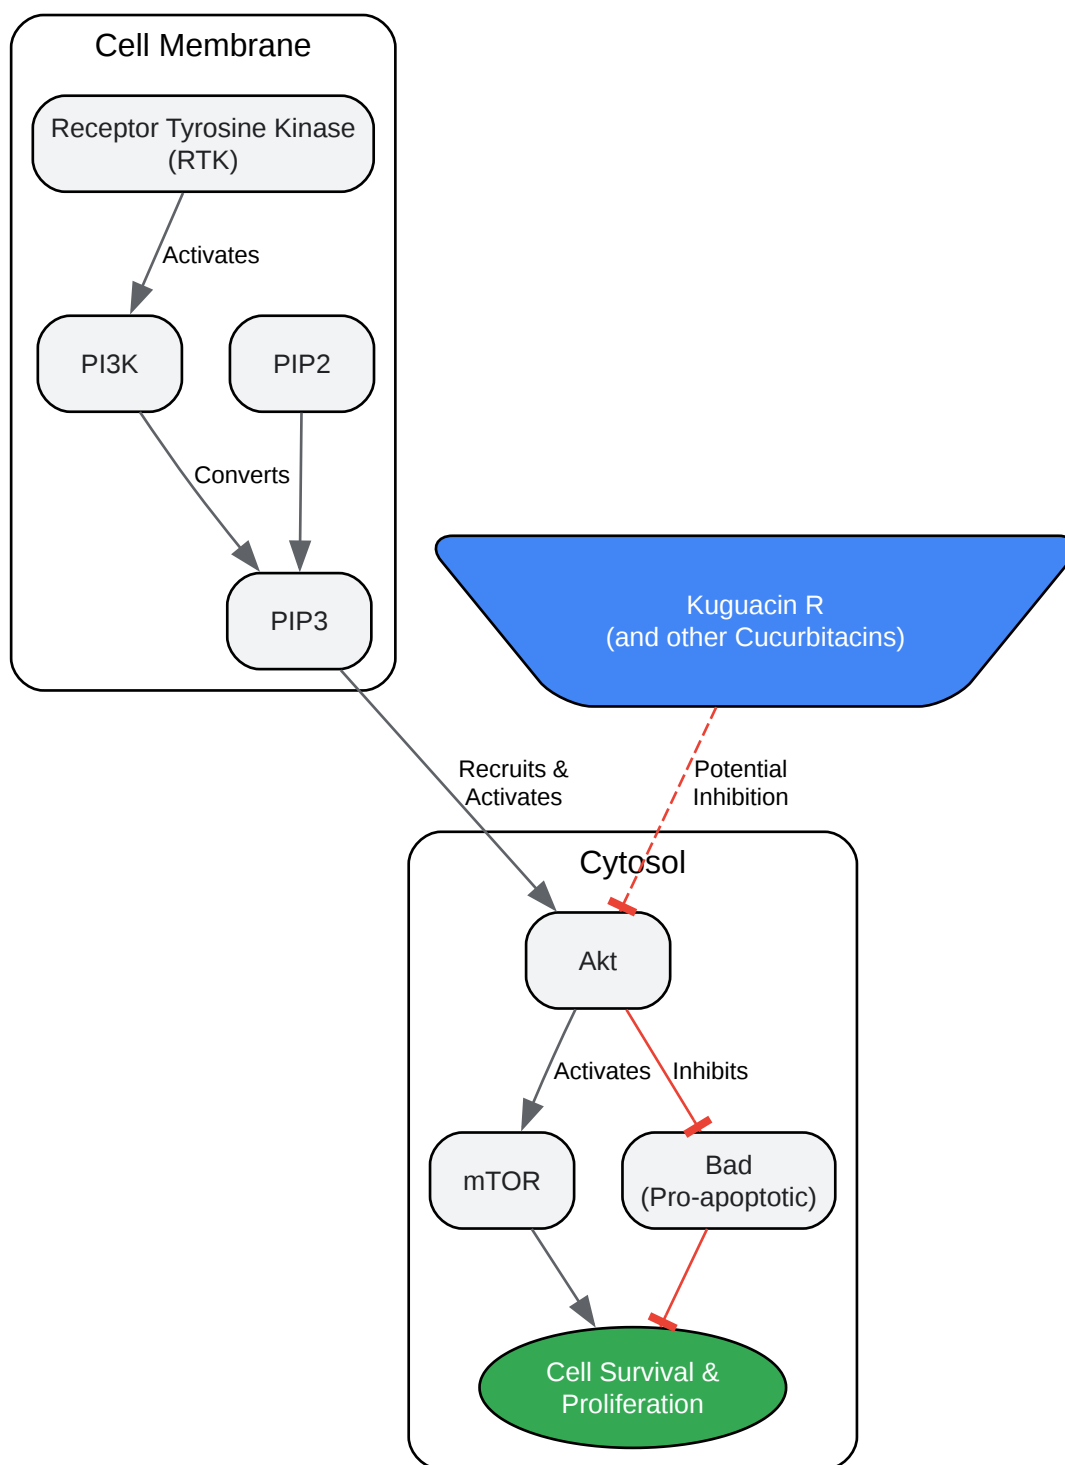 Cell Membrane
Receptor Tyrosine Kinase
(RTK)
Activates
PI3K
PIP2
Converts
PIP3
Kuguacin R
(and other Cucurbitacins)
Recruits &
Activates
Potential
Inhibition
Cytosol
Akt
Activates
Inhibits
mTOR
Bad
(Pro-apoptotic)
Cell Survival &
Proliferation